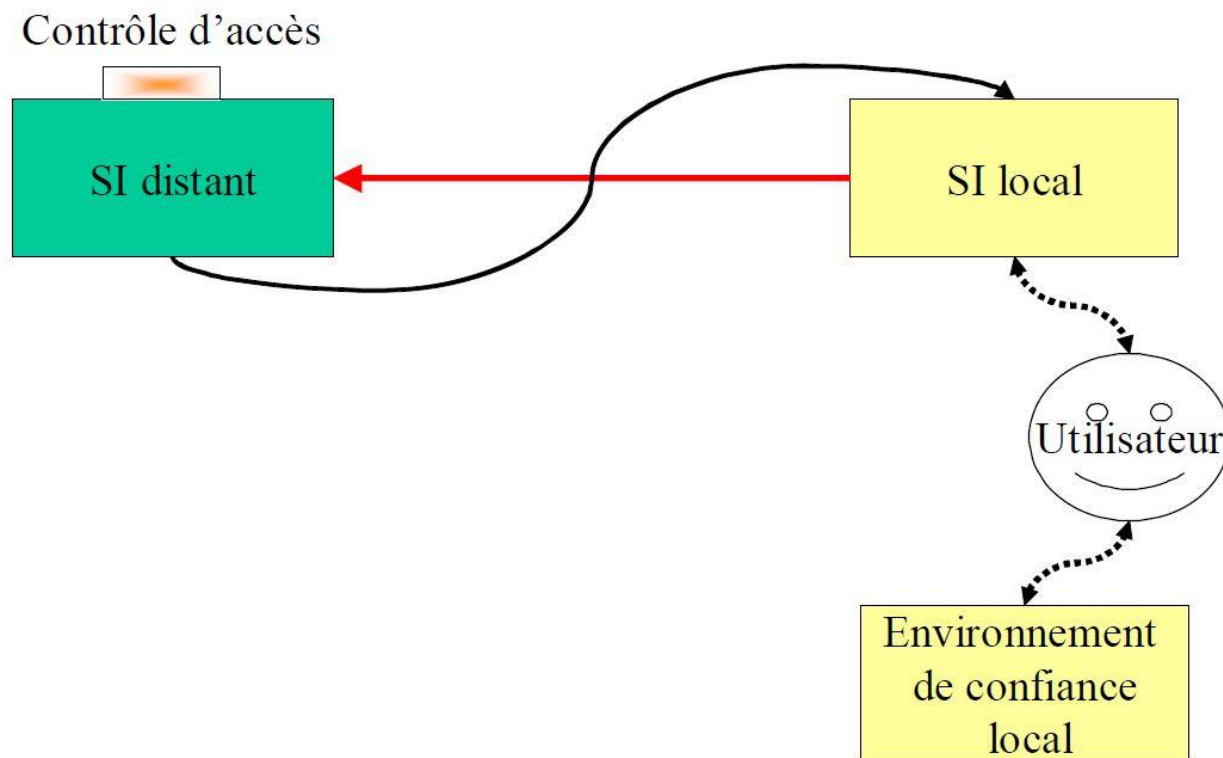 Contrôle d’accès
SI distant
SI local
Utilisateur
Environnement
de confiance
local